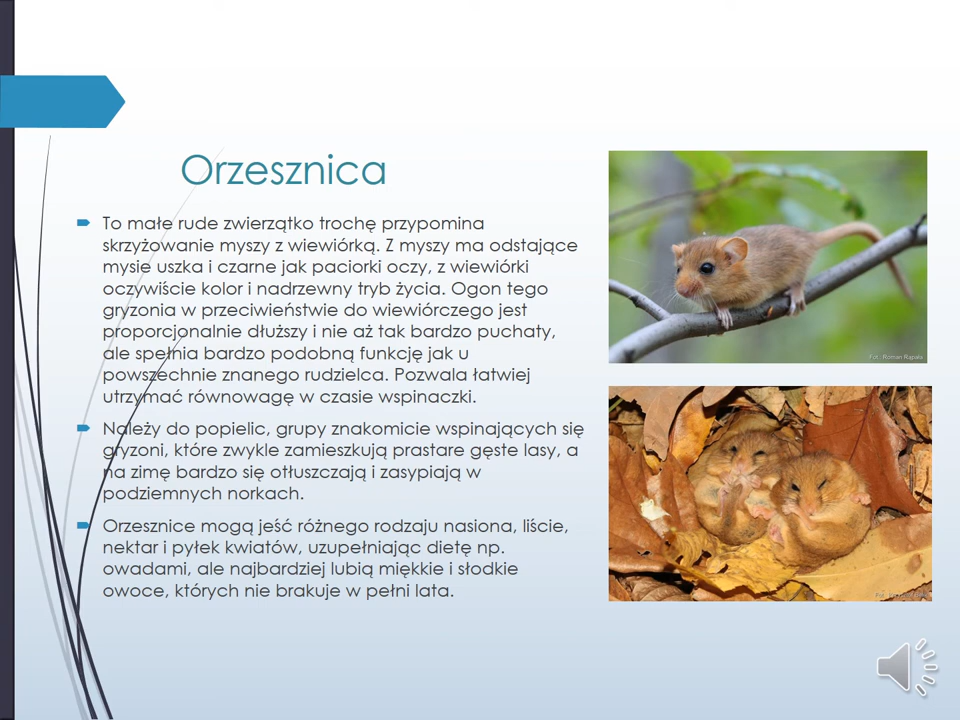 Orzesznica
To małe rude zwierzątko trochę przypomina
skrzyżowanie myszy z wiewiórką. Z myszy ma odstające
mysie uszka i czarne jak paciorki oczy, z wiewiórki
oczywiście kolor i nadrzewny tryb życia. Ogon tego
gryzonia w przeciwieństwie do wiewiórczego jest
proporcjonalnie dłuższy i nie aż tak bardzo puchaty,
ale spełnia bardzo podobną funkcję jak u
powszechnie znanego rudzielca. Pozwala łatwiej
utrzymać równowagę w czasie wspinaczki.
Należy do popielic, grupy znakomicie wspinających się
gryzoni, które zwykle zamieszkują prastare gęste lasy, a
na zimę bardzo się otłuszczają i zasypiają w
podziemnych norkach.
Orzesznice mogą jeść różnego rodzaju nasiona, liście,
nektar i pyłek kwiatów, uzupełniając dietę np.
owadami, ale najbardziej lubią miękkie i słodkie
owoce, których nie brakuje w pełni lata.
Fot. Roman Rąpała
Fot.